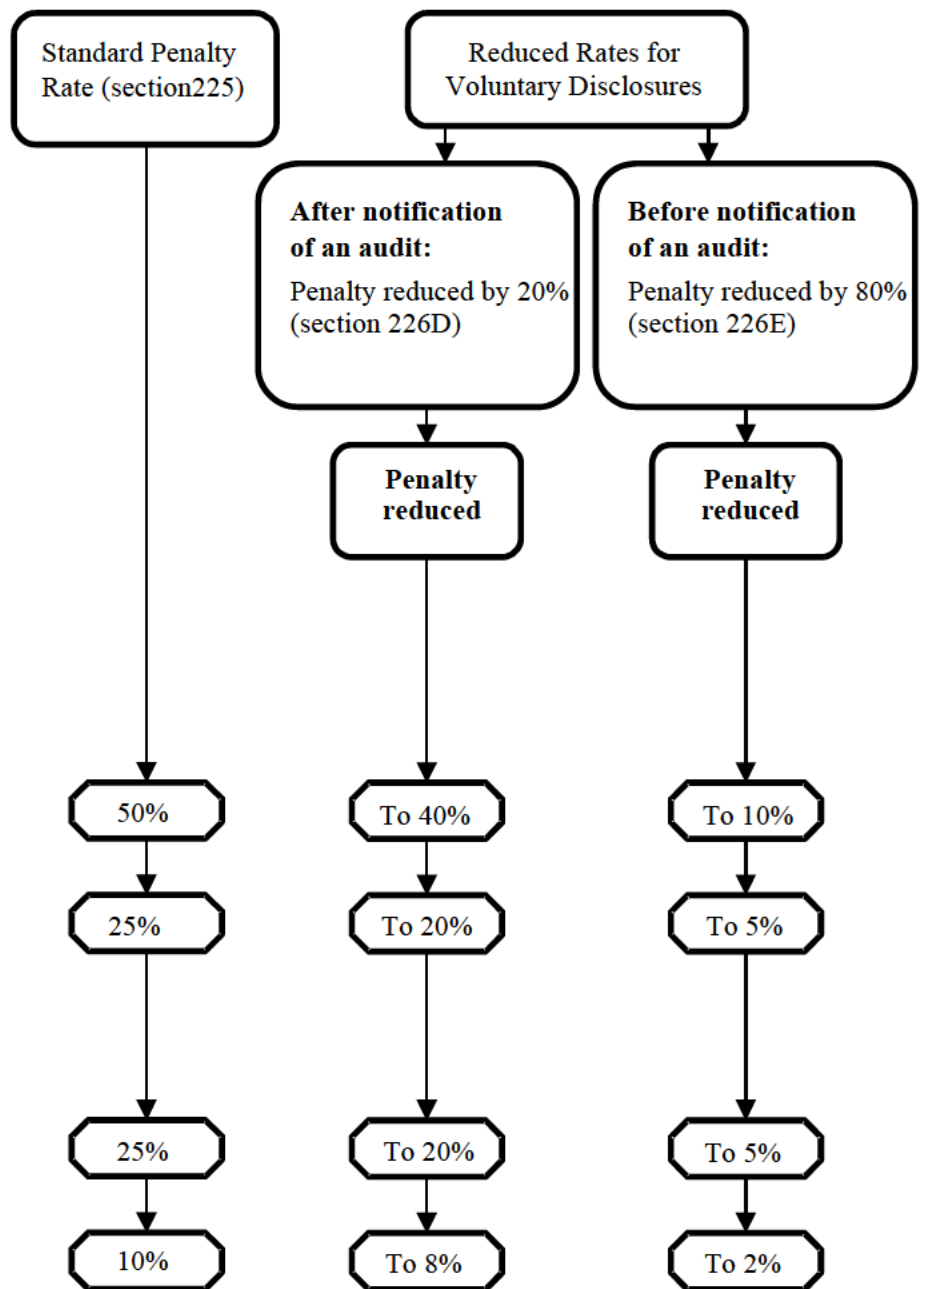 Standard Penalty
Rate (section225)
Reduced Rates for
Voluntary Disclosures
After notification
of an audit:
Penalty reduced by 20%
(section 226D)
Before notification
of an audit:
Penalty reduced by 80%
(section 226E)
Penalty
reduced
Penalty
reduced
50%
To 40%
To 10%
25%
To 20%
To 5%
25%
To 20%
To 5%
10%
To 8%
To 2%